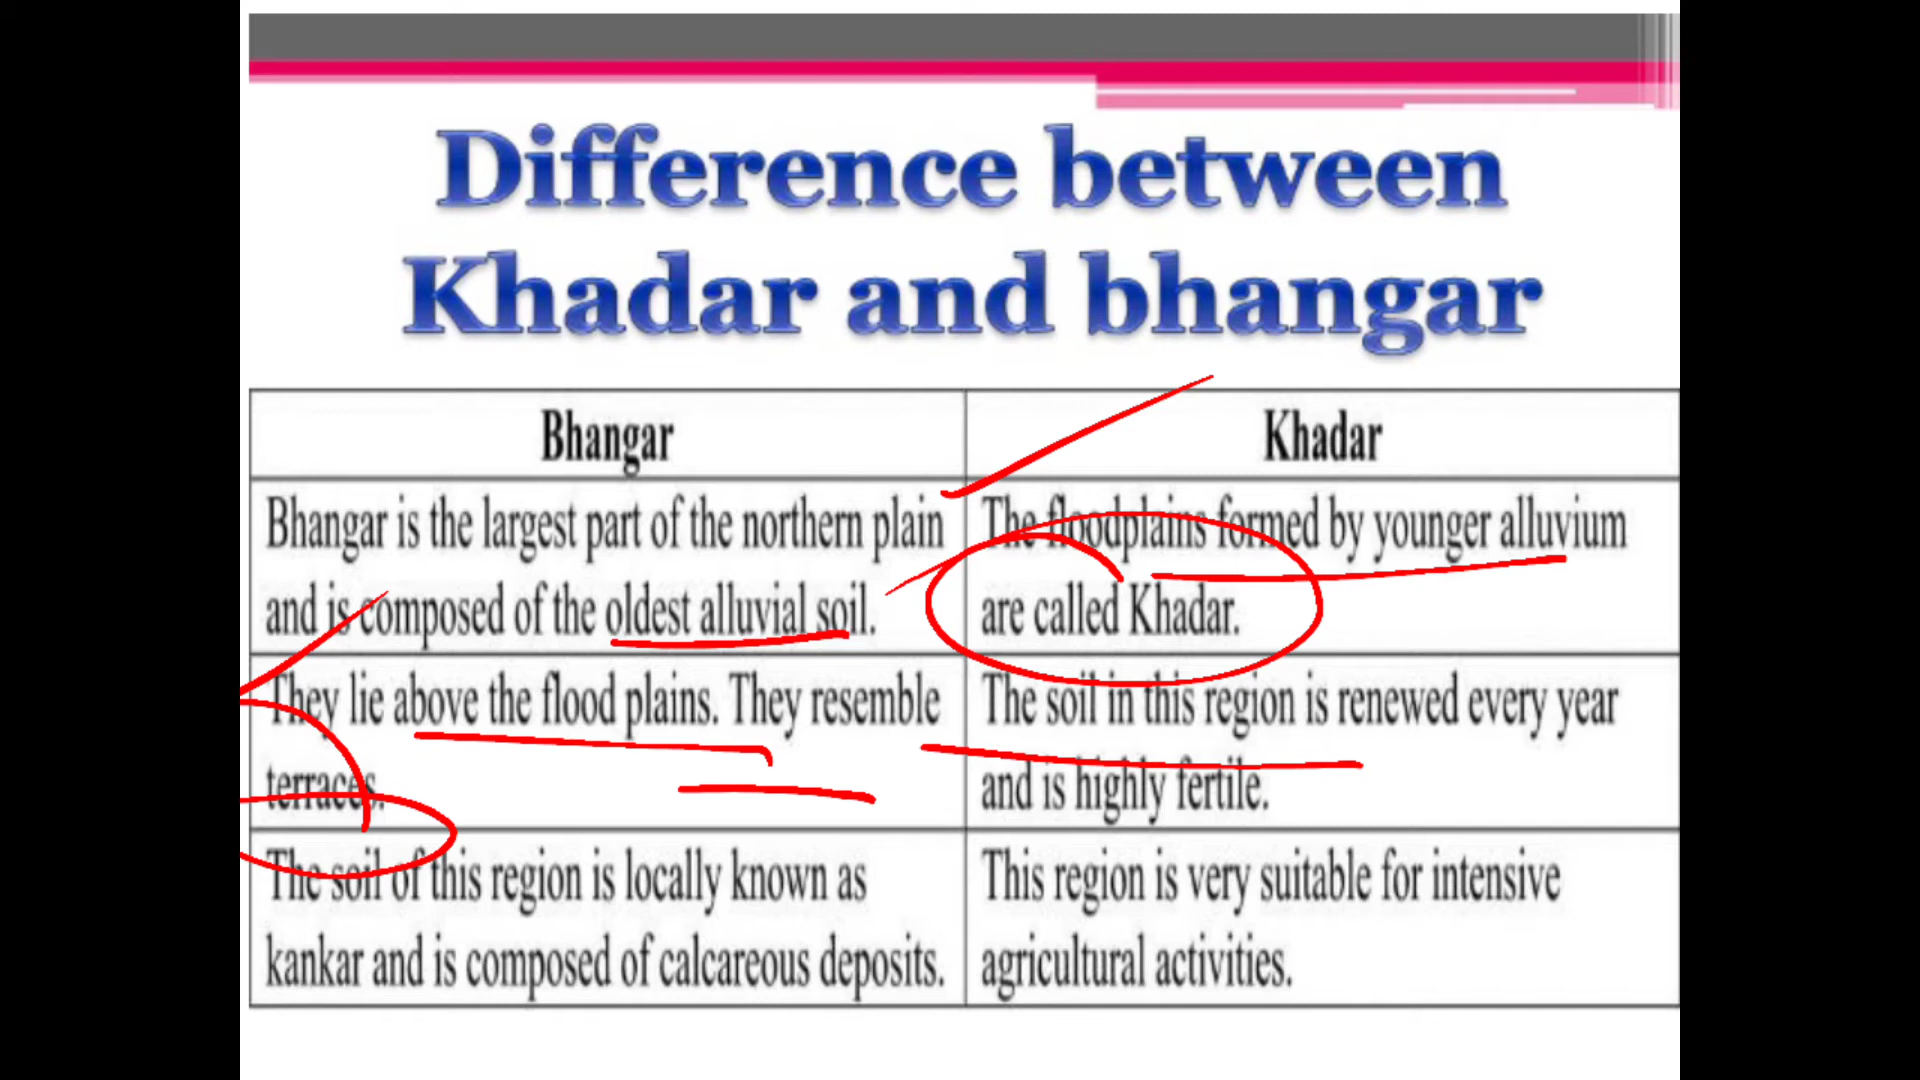 Difference between
Khadar and bhangar
Bhangar
Khadar
Bhangar is the largest part of the northern plain
and is composed of the oldest alluvial soil.
The floodplains formed by younger alluvium
are called Khadar.
They lie above the flood plains. They resemble
terraces.
The soil in this region is renewed every year
and is highly fertile.
The soil of this region is locally known as
kankar and is composed of calcareous deposits.
This region is very suitable for intensive
agricultural activities.